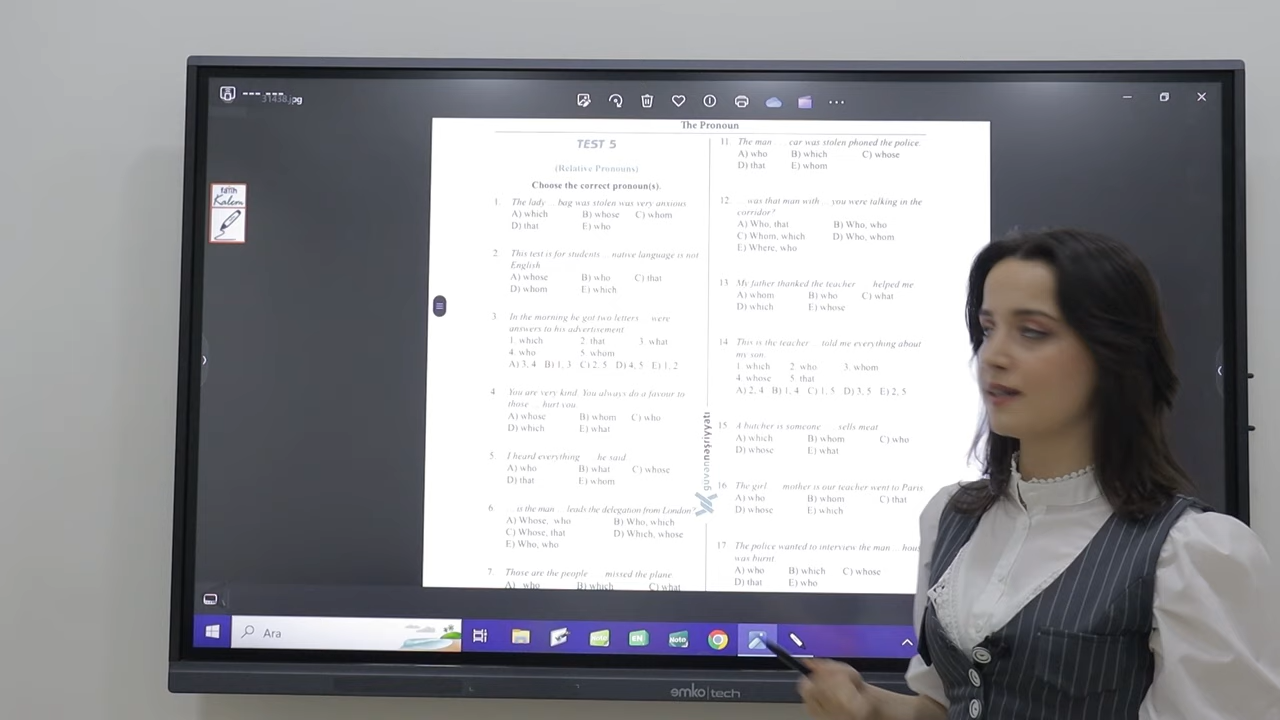 31438.jpg
fatih
Kalem
The Pronoun
TEST 5
(Relative Pronouns)
Choose the correct pronoun(s).
1. The lady ... bag was stolen was very anxious
A) which B) whose C) whom
D) that E) who
2. This test is for students ... native language is not
English
A) whose B) who C) that
D) whom E) which
3. In the morning he got two letters ... were
answers to his advertisement
1. which 2. that 3. what
4. who 5. whom
A) 3, 4 B) 1, 3 C) 2, 5 D) 4, 5 E) 1, 2
4. You are very kind. You always do a favour to
those ... hurt you
A) whose B) whom C) who
D) which E) what
5. I heard everything ... he said
A) who B) what C) whose
D) that E) whom
6. ... is the man ... leads the delegation from London?
A) Whose, who B) Who, which
C) Whose, that D) Which, whose
E) Who, who
7. Those are the people ... missed the plane
A) who B) which C) what
guvannəşriyyatı
11. The man ... car was stolen phoned the police.
A) who B) which C) whose
D) that E) whom
12. ... was that man with ... you were talking in the
corridor?
A) Who, that B) Who, who
C) Whom, which D) Who, whom
E) Where, who
13. My father thanked the teacher ... helped me
A) whom B) who C) what
D) which E) whose
14. This is the teacher ... told me everything about
my son.
1. which 2. who 3. whom
4. whose 5. that
A) 2, 4 B) 1, 4 C) 1, 5 D) 3, 5 E) 2, 5
15. A butcher is someone ... sells meat
A) which B) whom C) who
D) whose E) what
16. The girl ... mother is our teacher went to Paris.
A) who B) whom C) that
D) whose E) which
17. The police wanted to interview the man ... hous
was burnt
A) who B) which C) whose
D) that E) who
Ara
Note
EN
Note
emko|tech